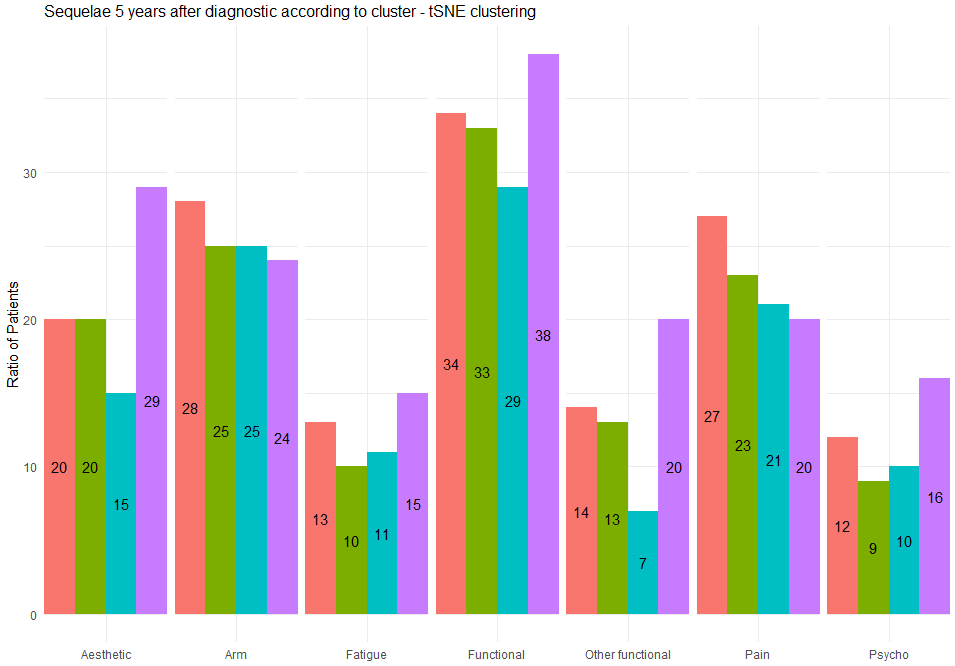 Sequelae 5 years after diagnostic according to cluster - tSNE clustering
Ratio of Patients
30
20
10
0
20 20 15 29
28 25 25 24
13 10 11 15
34 33 29 38
14 13 7 20
27 23 21 20
12 9 10 16
Aesthetic Arm Fatigue Functional Other functional Pain Psycho